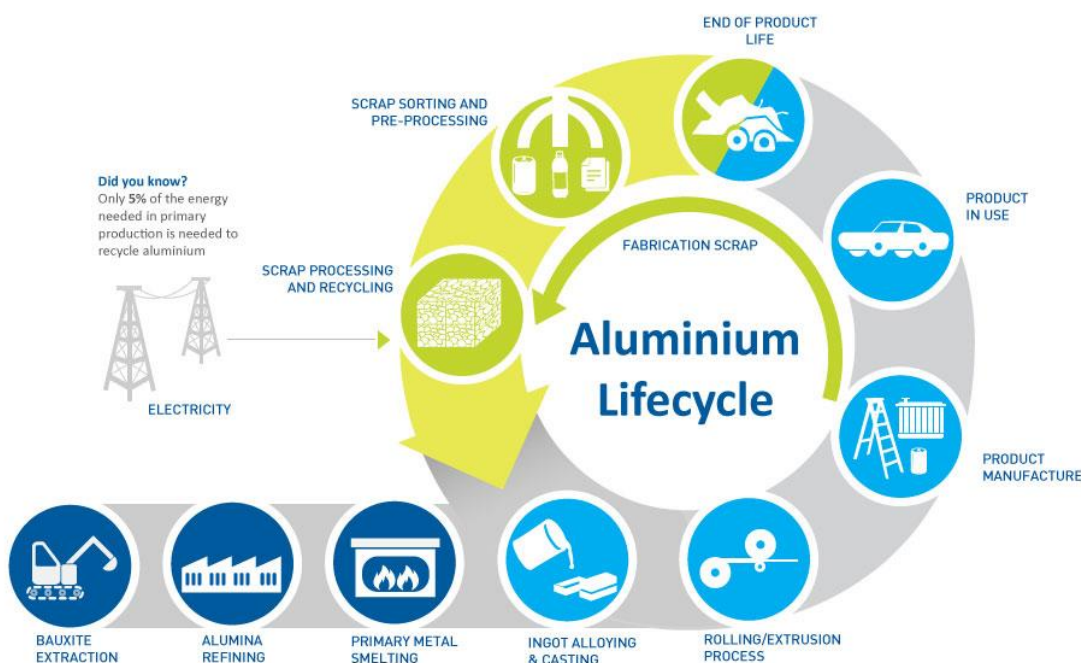 END OF PRODUCT
LIFE
SCRAP SORTING AND
PRE-PROCESSING
Did you know?
Only 5% of the energy
needed in primary
production is needed to
recycle aluminium
PRODUCT
IN USE
FABRICATION SCRAP
SCRAP PROCESSING
AND RECYCLING
Aluminium
Lifecycle
ELECTRICITY
PRODUCT
MANUFACTURE
BAUXITE
EXTRACTION
ALUMINA
REFINING
PRIMARY METAL
SMELTING
INGOT ALLOYING
& CASTING
ROLLING/EXTRUSION
PROCESS